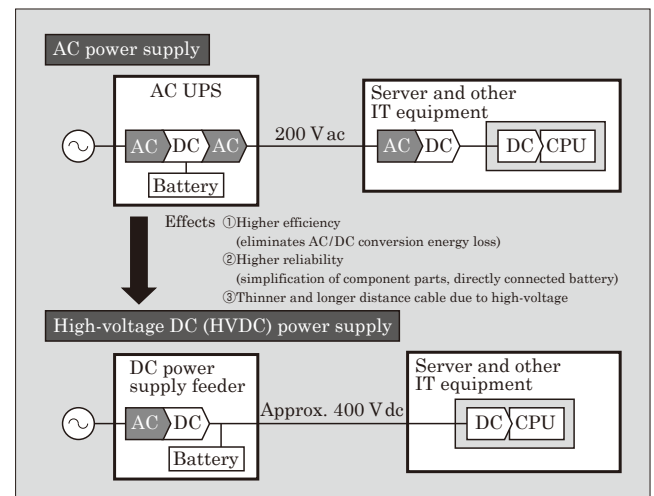 AC power supply
AC UPS
AC DC AC
Battery
200 Vac
Server and other
IT equipment
AC DC
DC CPU
Effects ①Higher efficiency
(eliminates AC/DC conversion energy loss)
②Higher reliability
(simplification of component parts, directly connected battery)
③Thinner and longer distance cable due to high-voltage
High-voltage DC (HVDC) power supply
DC power
supply feeder
AC DC
Battery
Approx. 400 Vdc
Server and other
IT equipment
DC CPU